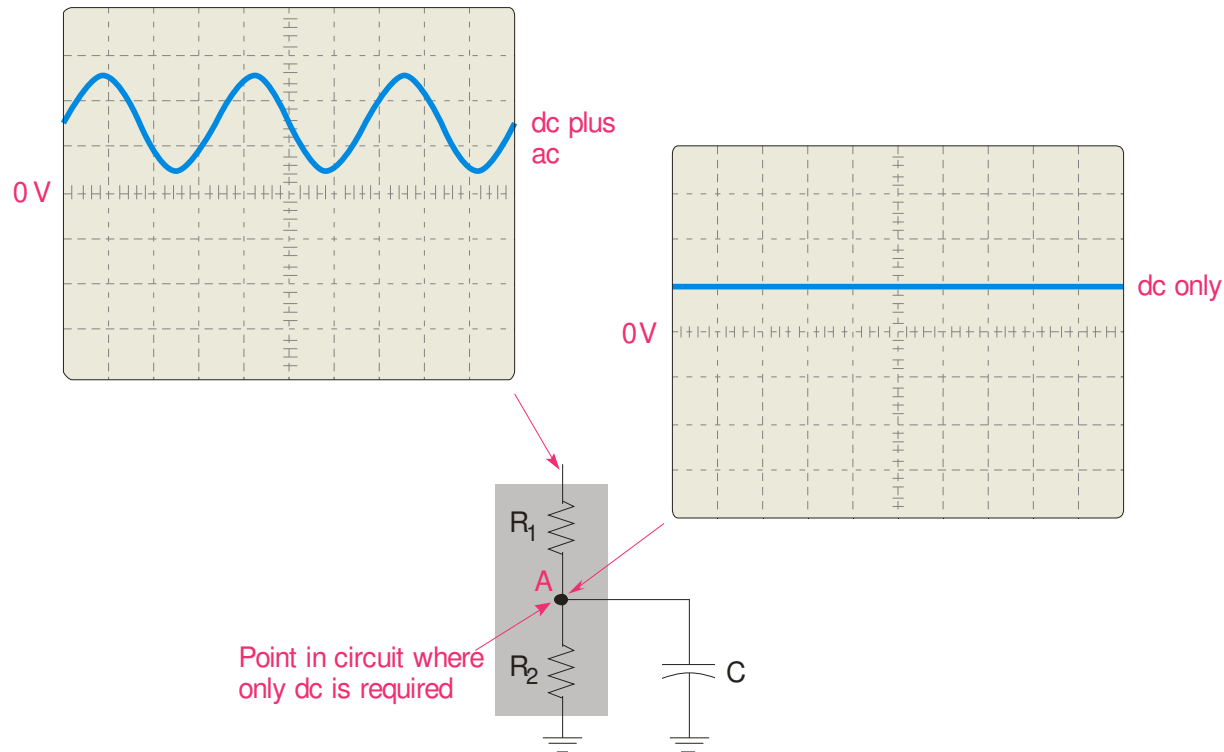 dc plus
ac
0 V
dc only
0 V
R1
A
Point in circuit where
only dc is required
R2
C